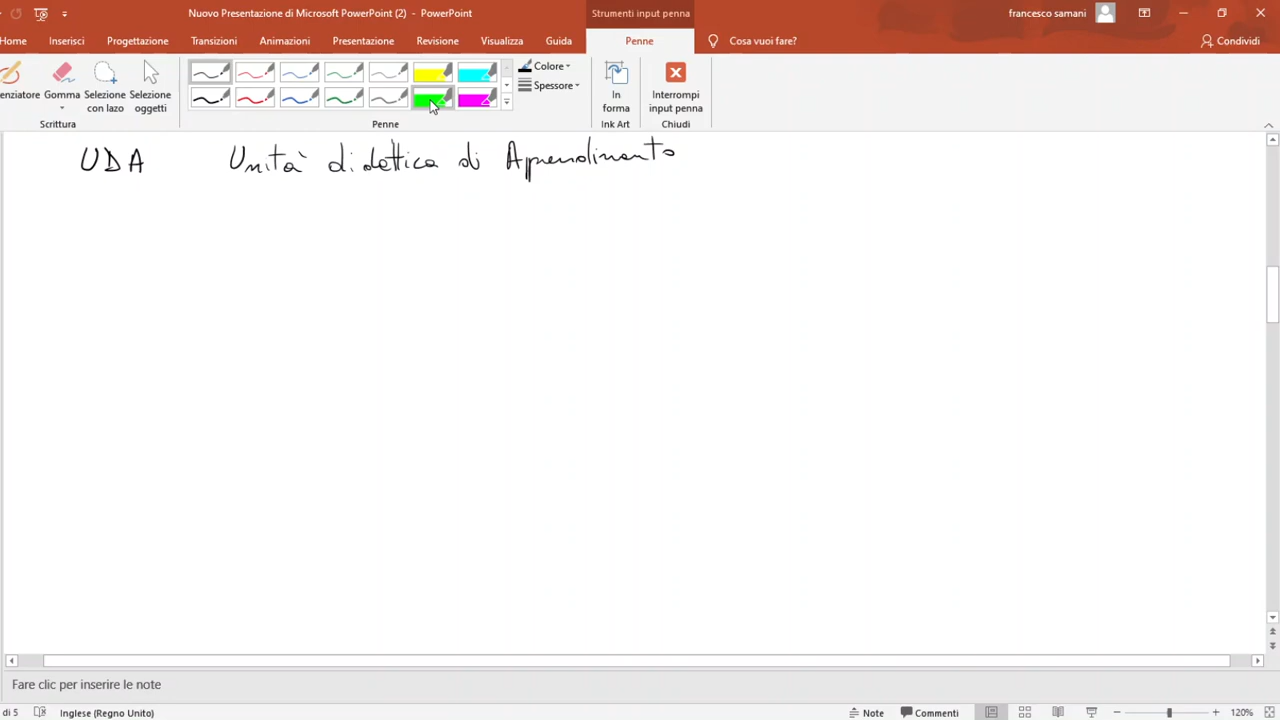 Nuovo Presentazione di Microsoft PowerPoint (2) - PowerPoint
Strumenti input penna
francesco samani
Home Inserisci Progettazione Transizioni Animazioni Presentazione Revisione Visualizza Guida Penne Cosa vuoi fare? Condividi
enziatore Gomma Selezione con lazo Selezione oggetti
Colore
Spessore
In forma
Interrompi input penna
Scrittura Penne Ink Art Chiudi
UDA Unità didattica di Apprendimento
Fare clic per inserire le note
di 5 Inglese (Regno Unito) Note Commenti 120%